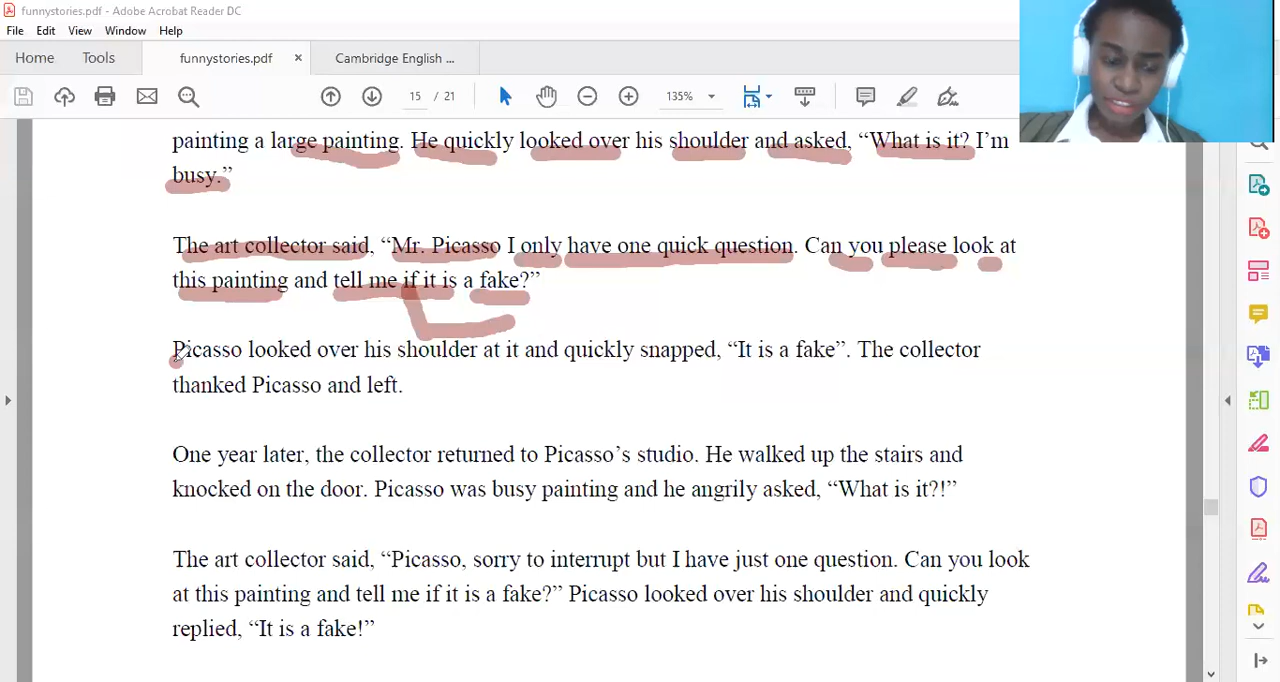 funnystories.pdf - Adobe Acrobat Reader DC
File Edit View Window Help
Home Tools funnystories.pdf × Cambridge English ...
15 / 21 135%
painting a large painting. He quickly looked over his shoulder and asked, “What is it? I’m
busy.”
The art collector said, “Mr. Picasso I only have one quick question. Can you please look at
this painting and tell me if it is a fake?”
Picasso looked over his shoulder at it and quickly snapped, “It is a fake”. The collector
thanked Picasso and left.
One year later, the collector returned to Picasso’s studio. He walked up the stairs and
knocked on the door. Picasso was busy painting and he angrily asked, “What is it?!”
The art collector said, “Picasso, sorry to interrupt but I have just one question. Can you look
at this painting and tell me if it is a fake?” Picasso looked over his shoulder and quickly
replied, “It is a fake!”